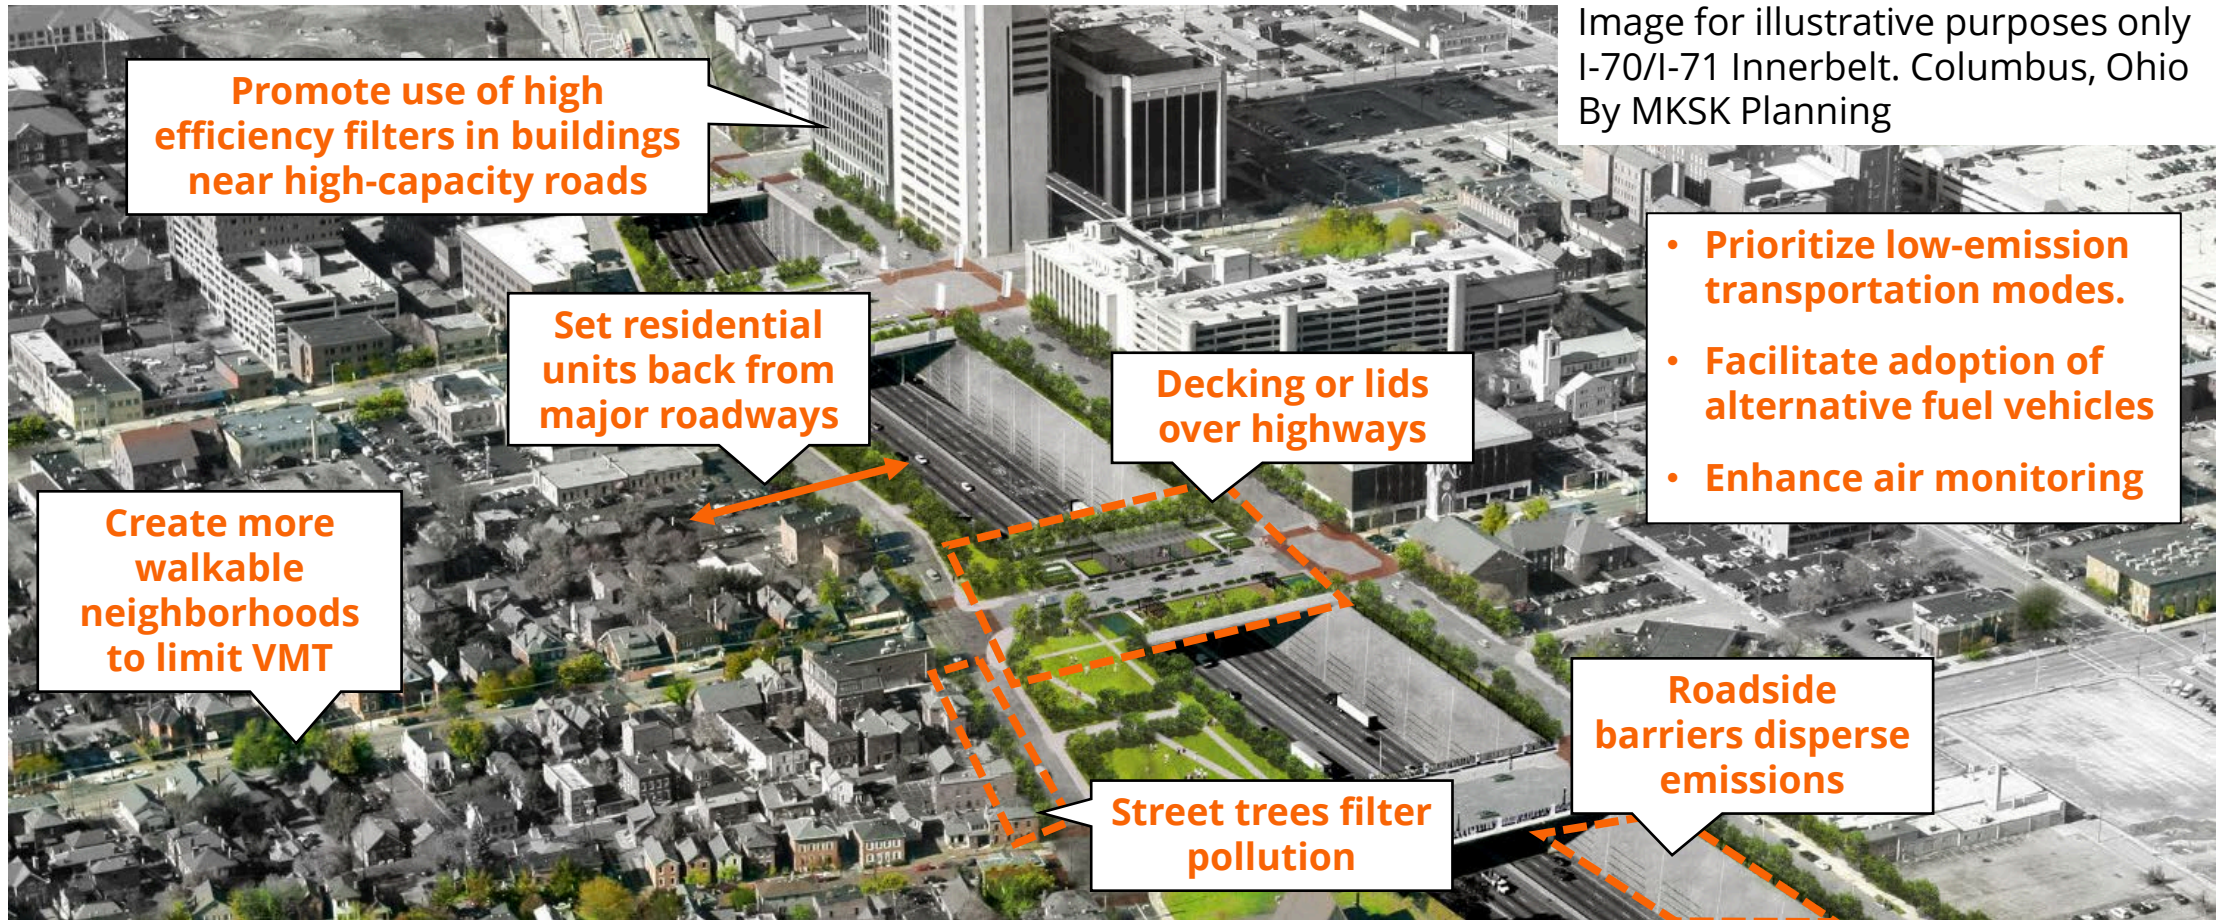 Image for illustrative purposes only
I-70/I-71 Innerbelt. Columbus, Ohio
By MKSK Planning
Promote use of high
efficiency filters in buildings
near high-capacity roads
• Prioritize low-emission
transportation modes.
• Facilitate adoption of
alternative fuel vehicles
• Enhance air monitoring
Set residential
units back from
major roadways
Decking or lids
over highways
Create more
walkable
neighborhoods
to limit VMT
Roadside
barriers disperse
emissions
Street trees filter
pollution